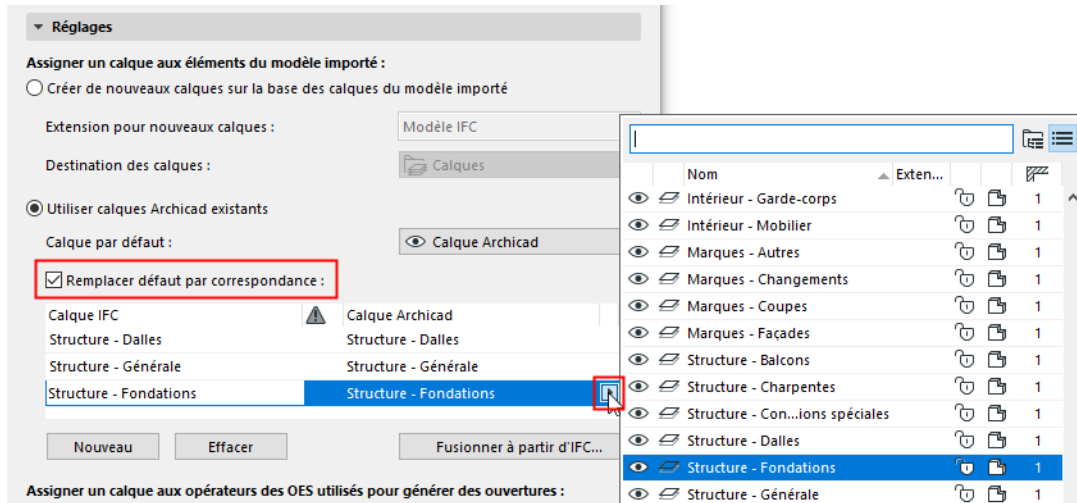 Réglages
Assigner un calque aux éléments du modèle importé :
Créer de nouveaux calques sur la base des calques du modèle importé
Extension pour nouveaux calques : Modèle IFC
Destination des calques : Calques
Utiliser calques Archicad existants
Calque par défaut : Calque Archicad
Remplacer défaut par correspondance :
Calque IFC Calque Archicad
Structure - Dalles Structure - Dalles
Structure - Générale Structure - Générale
Structure - Fondations Structure - Fondations
Nouveau Effacer Fusionner à partir d'IFC...
Assigner un calque aux opérateurs des OES utilisés pour générer des ouvertures :
Nom Exten...
Intérieur - Garde-corps 1
Intérieur - Mobilier 1
Marques - Autres 1
Marques - Changements 1
Marques - Coupes 1
Marques - Façades 1
Structure - Balcons 1
Structure - Charpentes 1
Structure - Con...ions spéciales 1
Structure - Dalles 1
Structure - Fondations 1
Structure - Générale 1